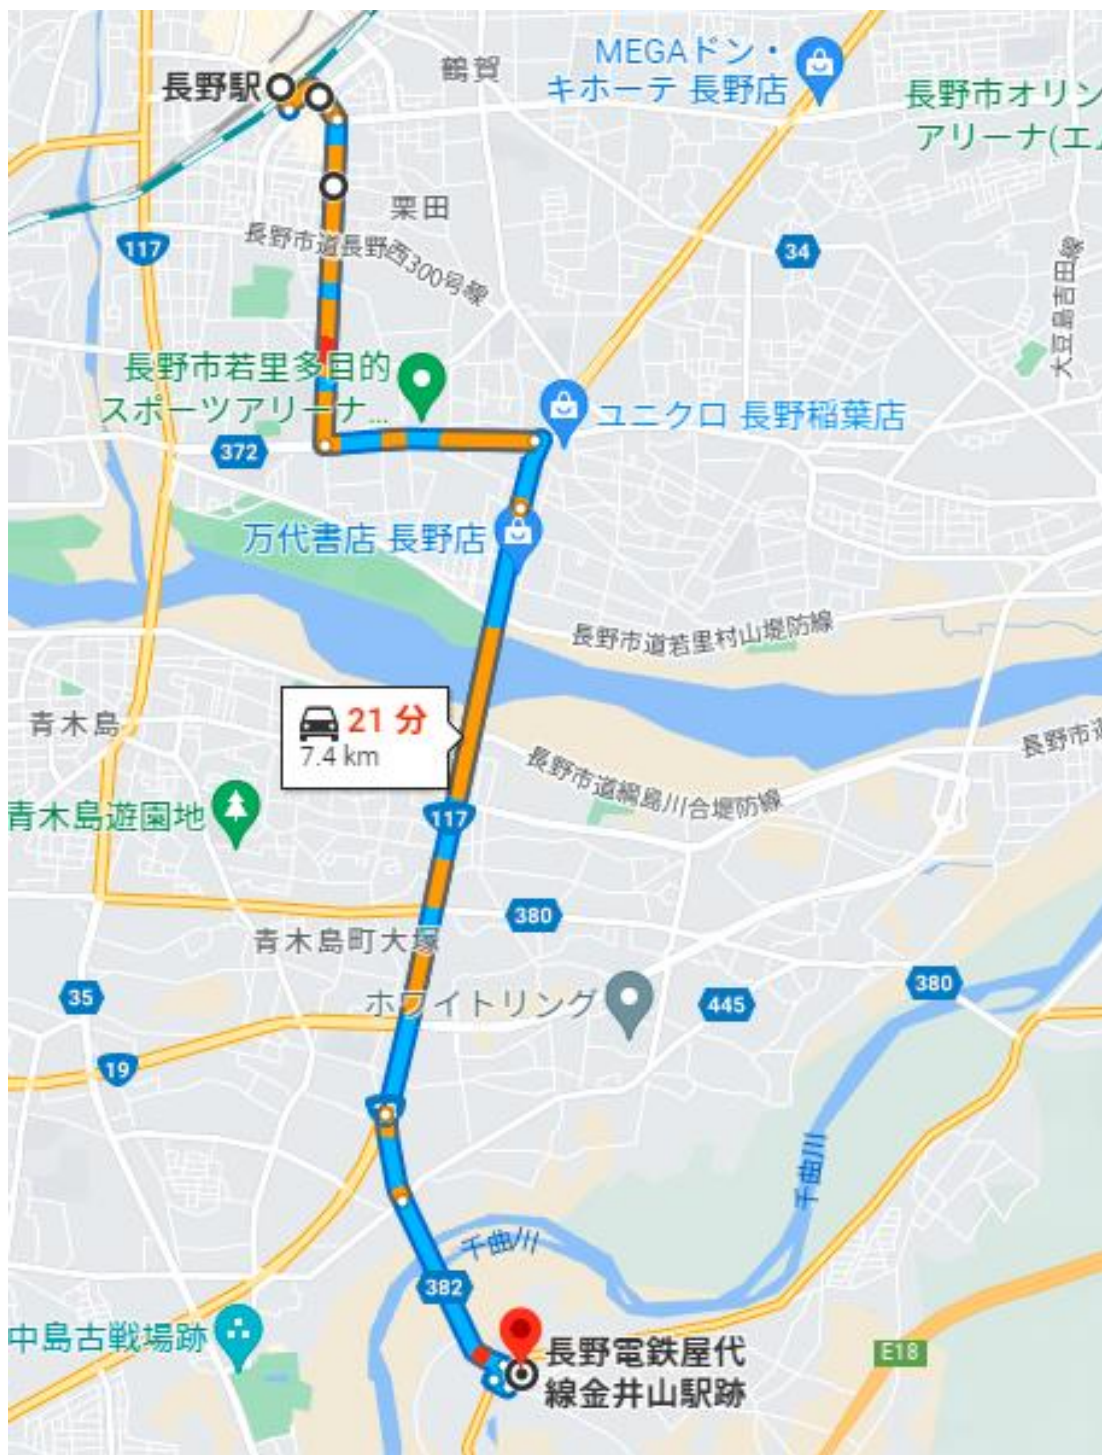 長野駅
鶴賀
MEGAドン・
キホーテ 長野店
長野市オリン
アリーナ(エ
栗田
117
長野市道長野西300号線
34
大豆島吉田線
長野市若里多目的
スポーツアリーナ...
ユニクロ 長野稲葉店
372
万代書店 長野店
長野市道若里村山堤防線
21 分
7.4 km
青木島
長野市道
長野市道綱島川合堤防線
青木島遊園地
117
380
青木島町大塚
35
ホワイトリング
445
380
19
千曲川
千曲川
382
中島古戦場跡
長野電鉄屋代
線金井山駅跡
E18